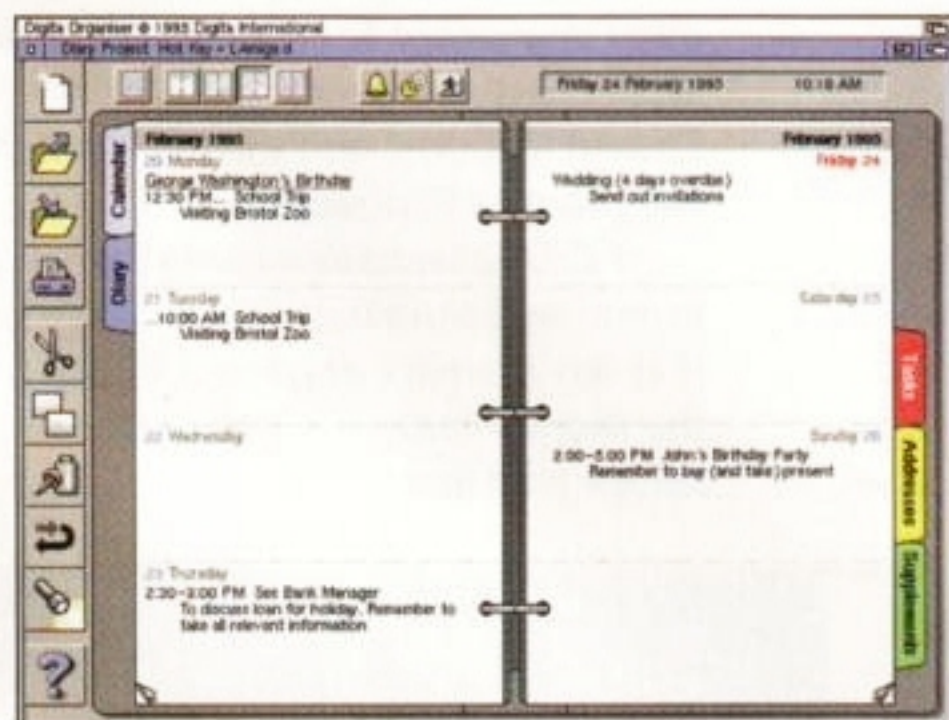 Digita Organiser © 1993 Digita International
Diary Project Hot Key = LAmiga d
Friday 24 February 1995 10:18 AM
Calendar
Diary
February 1995
20 Monday
George Washington's Birthday
12:30 PM... School Trip
Visiting Bristol Zoo
21 Tuesday
...10:00 AM School Trip
Visiting Bristol Zoo
22 Wednesday
23 Thursday
2:30-3:00 PM See Bank Manager
To discuss loan for holiday. Remember to
take all relevant information
February 1995
Friday 24
Wedding (4 days overdue)
Send out invitations
Saturday 25
Sunday 26
2:00-5:00 PM John's Birthday Party
Remember to buy (and take) present
Tasks
Addresses
Supplements